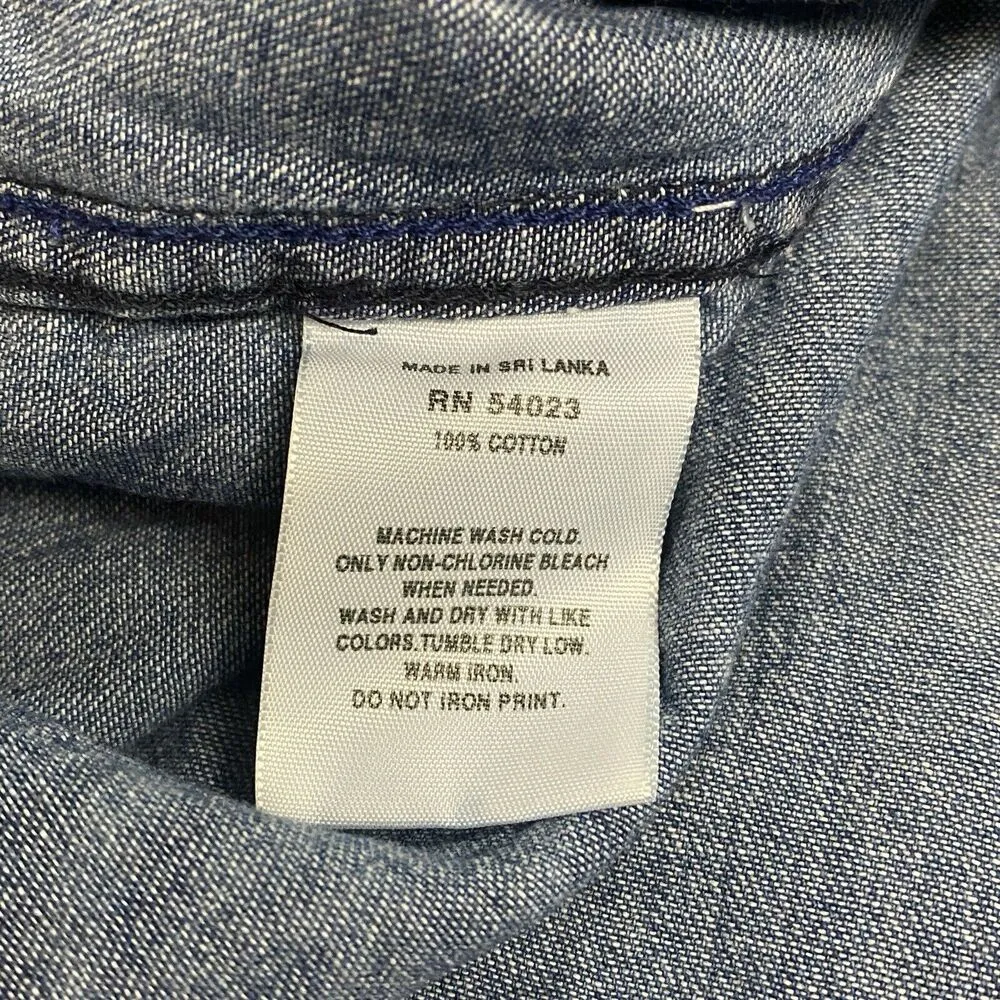 MADE IN SRI LANKA
RN 54023
100% COTTON
MACHINE WASH COLD.
ONLY NON-CHLORINE BLEACH
WHEN NEEDED.
WASH AND DRY WITH LIKE
COLORS.TUMBLE DRY LOW.
WARM IRON.
DO NOT IRON PRINT.